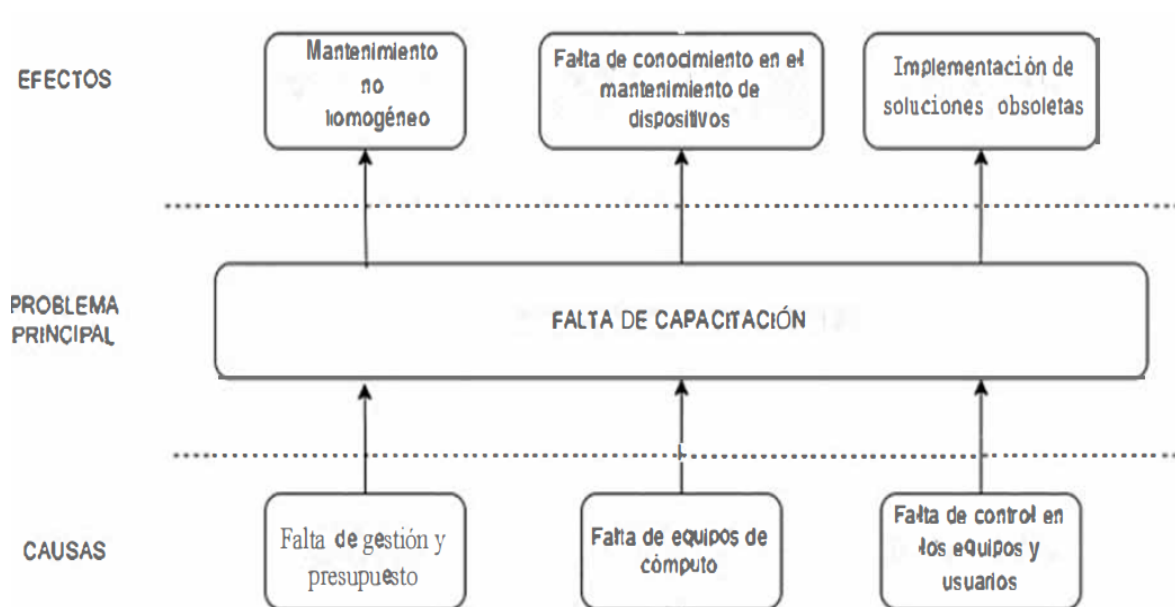 EFECTOS
Mantenimiento
no
homogéneo
Falta de conocimiento en el
mantenimiento de
dispositivos
Implementación de
soluciones obsoletas
PROBLEMA
PRINCIPAL
FALTA DE CAPACITACIÓN
CAUSAS
Falta de gestión y
presupuesto
Falta de equipos de
cómputo
Falta de control en
los equipos y
usuarios